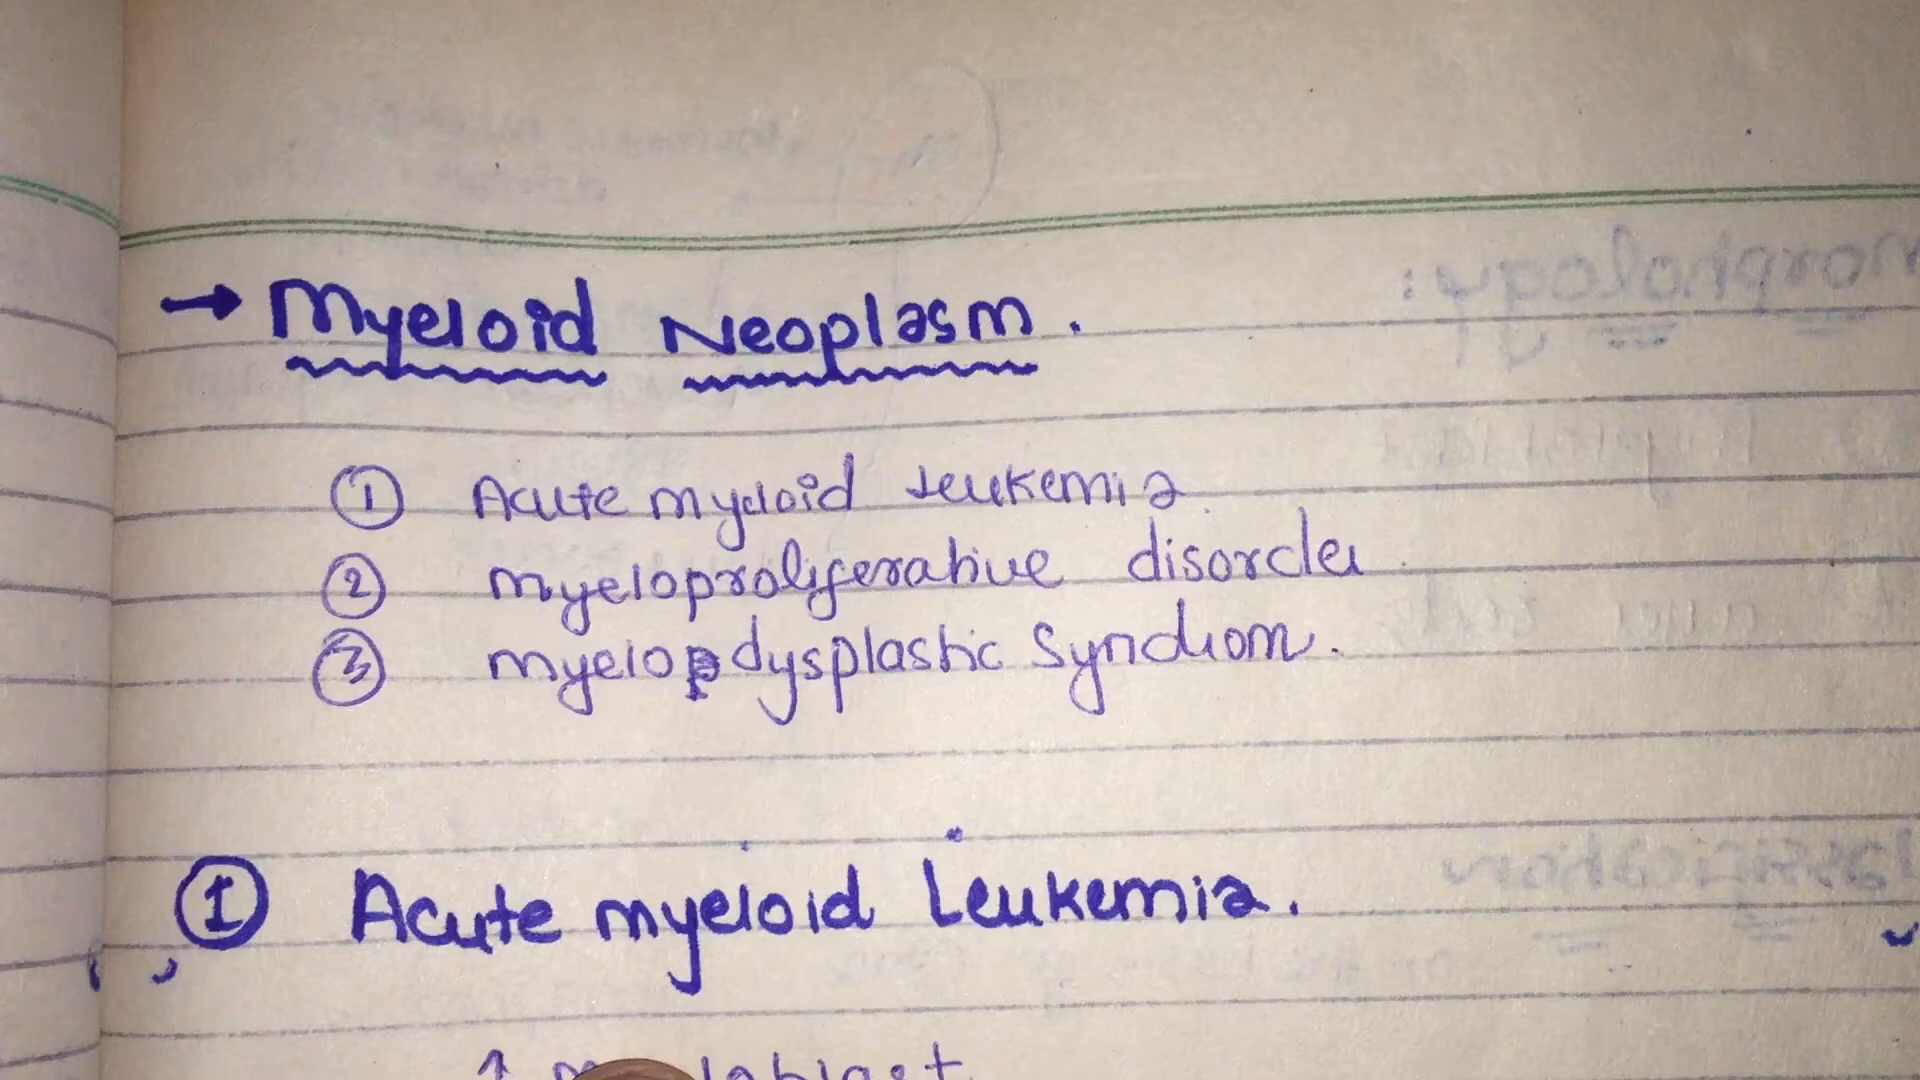 → Myeloid Neoplasm.
① Acute myeloid leukemia.
② myeloproliferative disorder.
③ myelodysplastic Syndrom.
① Acute myeloid Leukemia.
↑